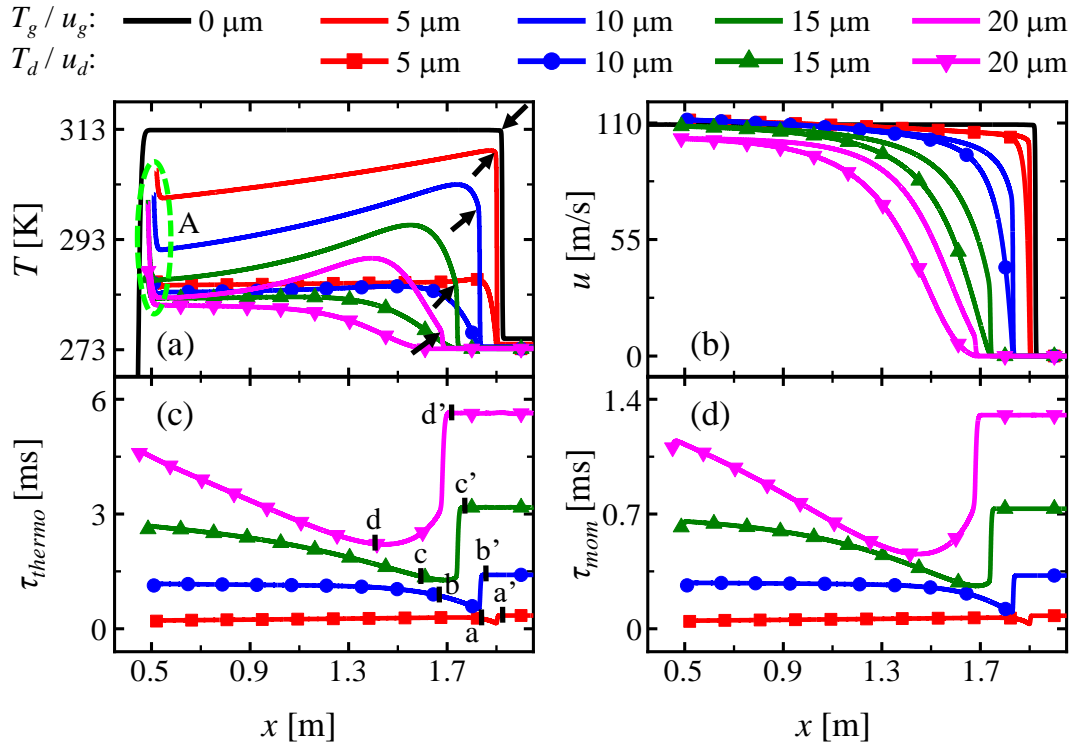 T_g / u_g: 0 μm 5 μm 10 μm 15 μm 20 μm
T_d / u_d: 5 μm 10 μm 15 μm 20 μm
313
293
273
T [K]
A
(a)
110
55
0
u [m/s]
(b)
6
3
0
τ_thermo [ms]
(c)
d'
c'
b'
a'
d
c
b
a
0.5 0.9 1.3 1.7
x [m]
1.4
0.7
0
τ_mom [ms]
(d)
0.5 0.9 1.3 1.7
x [m]